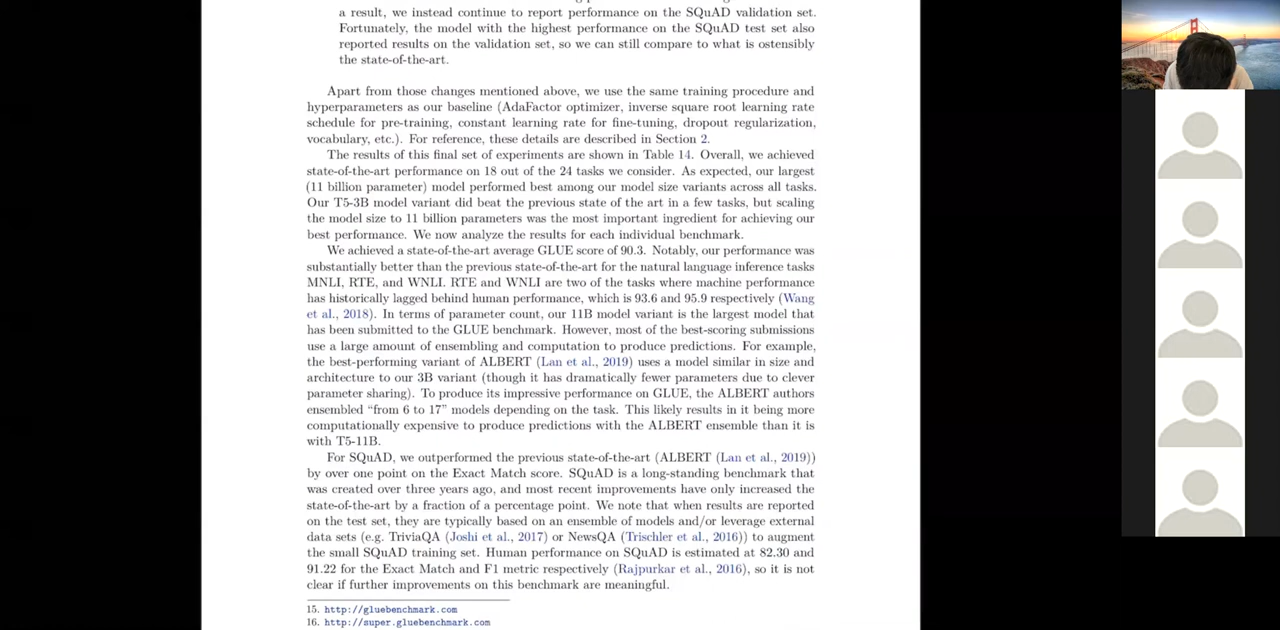 a result, we instead continue to report performance on the SQuAD validation set.
Fortunately, the model with the highest performance on the SQuAD test set also
reported results on the validation set, so we can still compare to what is ostensibly
the state-of-the-art.
Apart from those changes mentioned above, we use the same training procedure and
hyperparameters as our baseline (AdaFactor optimizer, inverse square root learning rate
schedule for pre-training, constant learning rate for fine-tuning, dropout regularization,
vocabulary, etc.). For reference, these details are described in Section 2.
The results of this final set of experiments are shown in Table 14. Overall, we achieved
state-of-the-art performance on 18 out of the 24 tasks we consider. As expected, our largest
(11 billion parameter) model performed best among our model size variants across all tasks.
Our T5-3B model variant did beat the previous state of the art in a few tasks, but scaling
the model size to 11 billion parameters was the most important ingredient for achieving our
best performance. We now analyze the results for each individual benchmark.
We achieved a state-of-the-art average GLUE score of 90.3. Notably, our performance was
substantially better than the previous state-of-the-art for the natural language inference tasks
MNLI, RTE, and WNLI. RTE and WNLI are two of the tasks where machine performance
has historically lagged behind human performance, which is 93.6 and 95.9 respectively (Wang
et al., 2018). In terms of parameter count, our 11B model variant is the largest model that
has been submitted to the GLUE benchmark. However, most of the best-scoring submissions
use a large amount of ensembling and computation to produce predictions. For example,
the best-performing variant of ALBERT (Lan et al., 2019) uses a model similar in size and
architecture to our 3B variant (though it has dramatically fewer parameters due to clever
parameter sharing). To produce its impressive performance on GLUE, the ALBERT authors
ensembled “from 6 to 17” models depending on the task. This likely results in it being more
computationally expensive to produce predictions with the ALBERT ensemble than it is
with T5-11B.
For SQuAD, we outperformed the previous state-of-the-art (ALBERT (Lan et al., 2019))
by over one point on the Exact Match score. SQuAD is a long-standing benchmark that
was created over three years ago, and most recent improvements have only increased the
state-of-the-art by a fraction of a percentage point. We note that when results are reported
on the test set, they are typically based on an ensemble of models and/or leverage external
data sets (e.g. TriviaQA (Joshi et al., 2017) or NewsQA (Trischler et al., 2016)) to augment
the small SQuAD training set. Human performance on SQuAD is estimated at 82.30 and
91.22 for the Exact Match and F1 metric respectively (Rajpurkar et al., 2016), so it is not
clear if further improvements on this benchmark are meaningful.
15. http://gluebenchmark.com
16. http://super.gluebenchmark.com